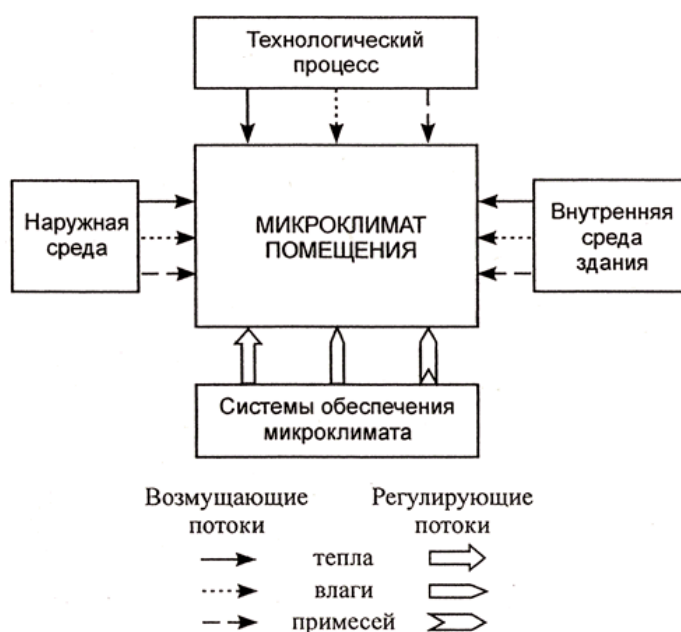 Технологический
процесс
Наружная
среда
МИКРОКЛИМАТ
ПОМЕЩЕНИЯ
Внутренняя
среда
здания
Системы обеспечения
микроклимата
Возмущающие
потоки
Регулирующие
потоки
тепла
влаги
примесей